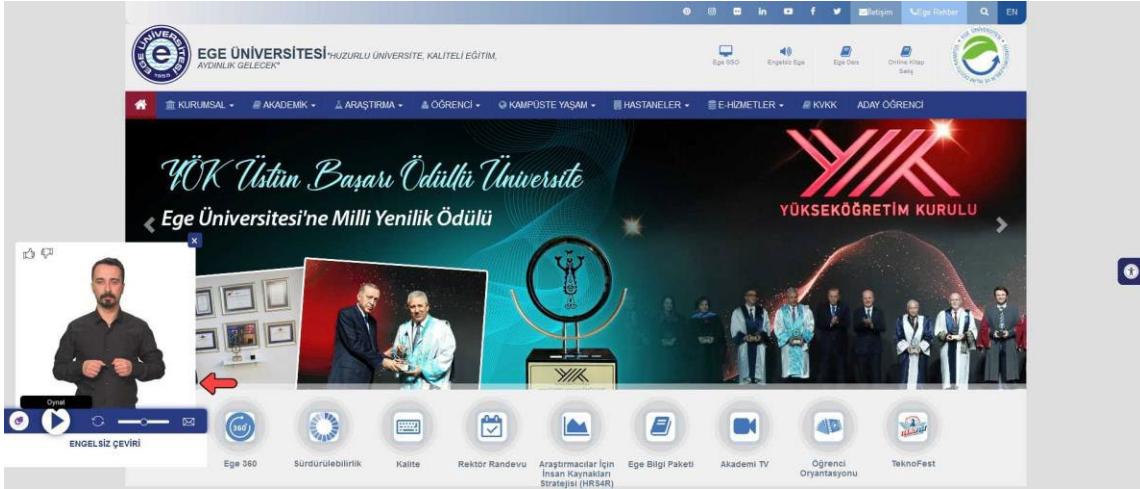 İletişim
Ege Rehber
EN
EGE ÜNİVERSİTESİ "HUZURLU ÜNİVERSİTE, KALİTELİ EĞİTİM,
AYDINLIK GELECEK"
Ege SSO
Engelsiz Ege
Ege Ders
Online Kitap
Satış
KURUMSAL
AKADEMİK
ARAŞTIRMA
ÖĞRENCİ
KAMPÜSTE YAŞAM
HASTANELER
E-HİZMETLER
KVKK
ADAY ÖĞRENCİ
YÖK Üstün Başarı Ödüllü Üniversite
Ege Üniversitesi'ne Milli Yenilik Ödülü
YÜKSEKÖĞRETİM KURULU
Oynat
ENGELSİZ ÇEVİRİ
360
Ege 360
Sürdürülebilirlik
Kalite
Rektör Randevu
Araştırmacılar İçin
İnsan Kaynakları
Stratejisi (HRS4R)
Ege Bilgi Paketi
Akademi TV
Öğrenci
Oryantasyonu
TeknoFest